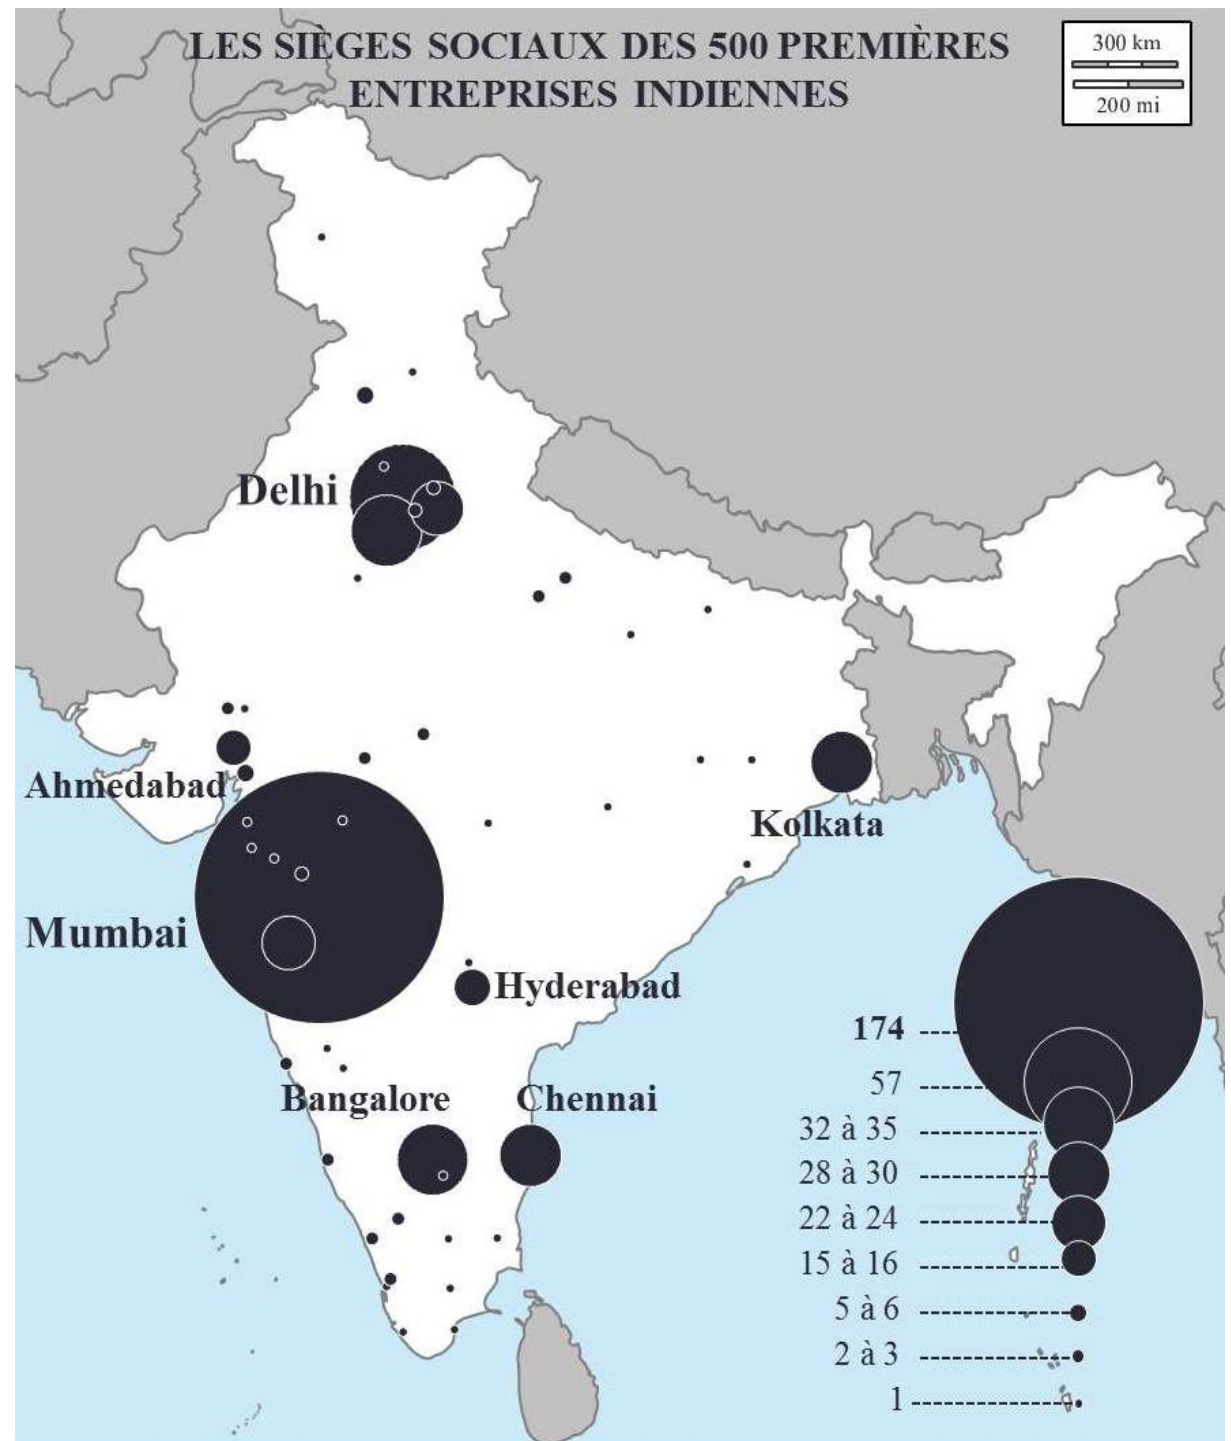 LES SIÈGES SOCIAUX DES 500 PREMIÈRES
ENTREPRISES INDIENNES
300 km
200 mi
Delhi
Ahmedabad
Kolkata
Mumbai
Hyderabad
Bangalore
Chennai
174
57
32 à 35
28 à 30
22 à 24
15 à 16
5 à 6
2 à 3
1